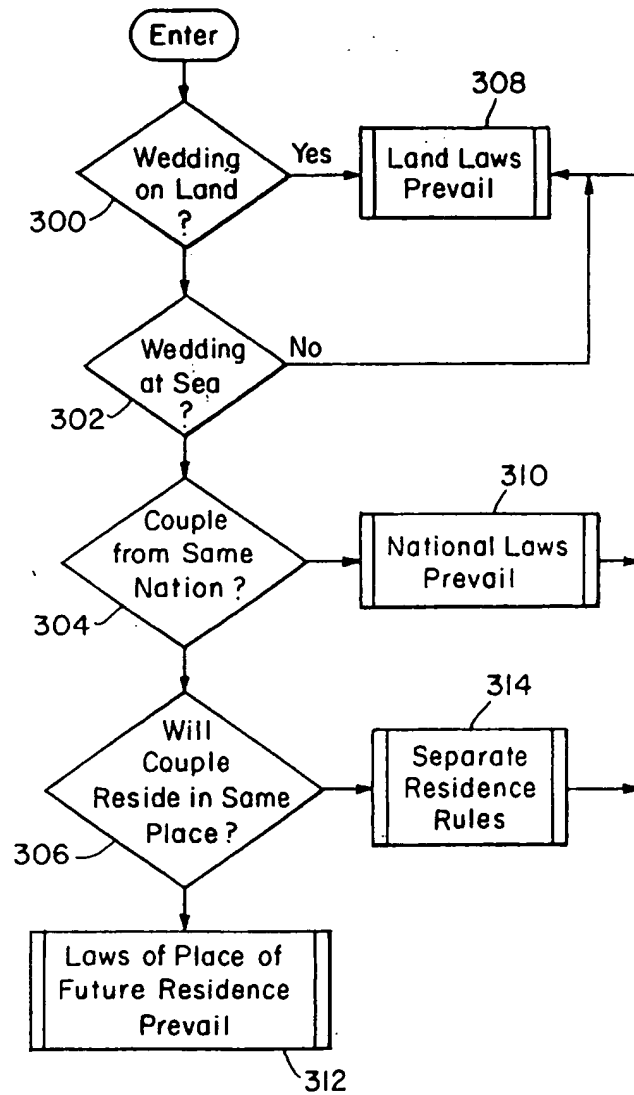 Enter
Wedding
on Land
?
300
Yes
308
Land Laws
Prevail
Wedding
at Sea
?
302
No
Couple
from Same
Nation?
304
310
National Laws
Prevail
Will
Couple
Reside in Same
Place?
306
314
Separate
Residence
Rules
Laws of Place of
Future Residence
Prevail
312